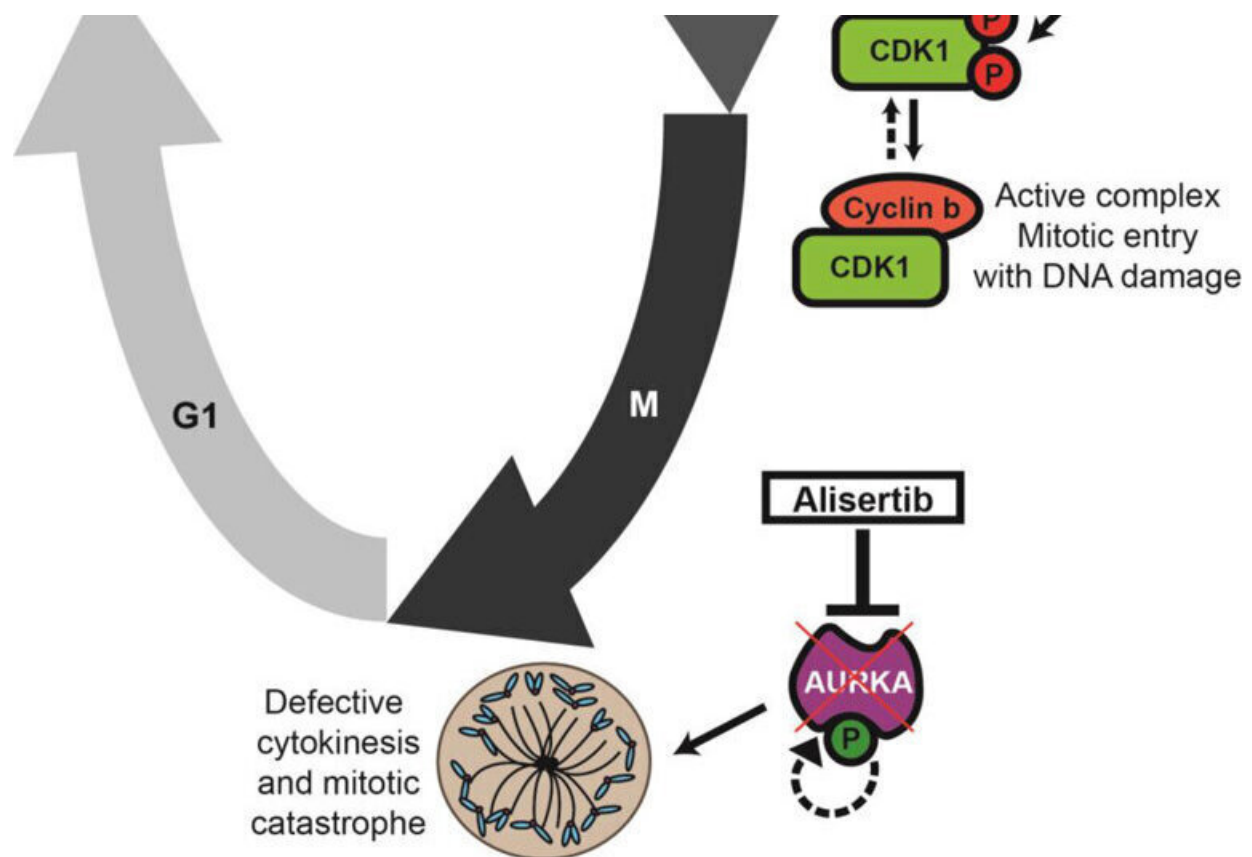 P
CDK1
P
Cyclin b
CDK1
Active complex
Mitotic entry
with DNA damage
G1
M
Alisertib
AURKA
P
Defective
cytokinesis
and mitotic
catastrophe